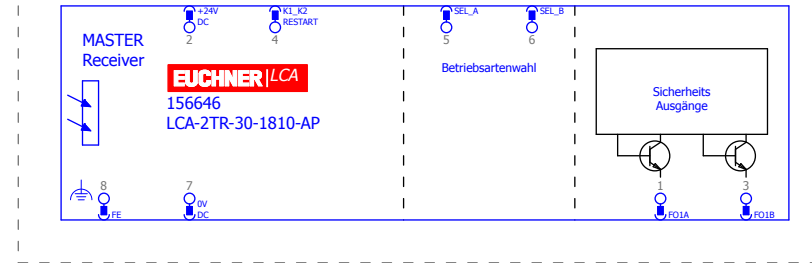 +24V
DC
2
K1_K2
RESTART
4
SEL_A
5
SEL_B
6
MASTER
Receiver
EUCHNER LCA
156646
LCA-2TR-30-1810-AP
Betriebsartenwahl
Sicherheits
Ausgänge
8
FE
7
0V
DC
1
FO1A
3
FO1B